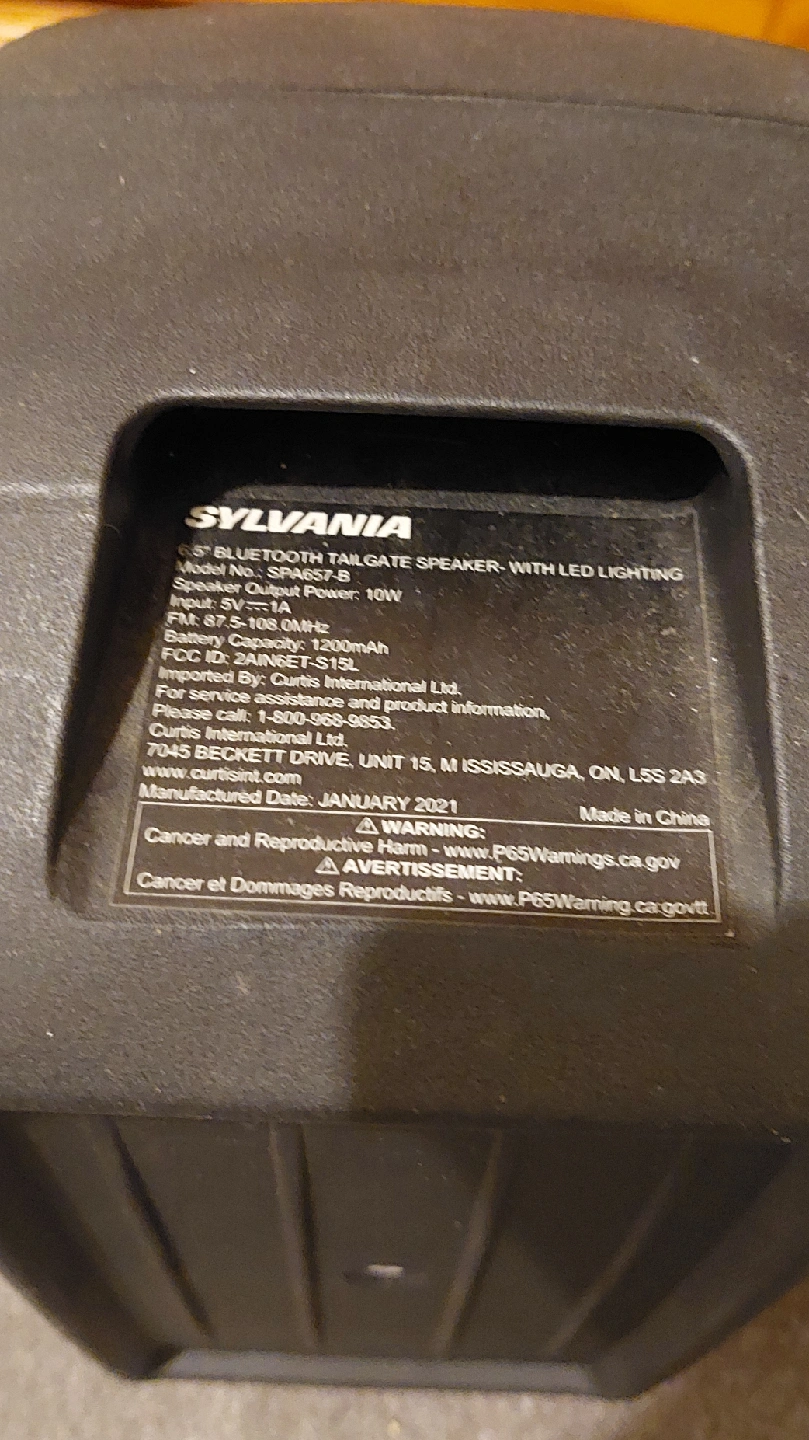 SYLVANIA
6.5" BLUETOOTH TAILGATE SPEAKER- WITH LED LIGHTING
Model No.: SPA657-B
Speaker Output Power: 10W
Input: 5V⎓1A
FM: 87.5-108.0MHz
Battery Capacity: 1200mAh
FCC ID: 2AIN6ET-S15L
Imported By: Curtis International Ltd.
For service assistance and product information,
Please call: 1-800-968-9853.
Curtis International Ltd.
7045 BECKETT DRIVE, UNIT 15, M ISSISSAUGA, ON, L5S 2A3
www.curtisint.com
Manufactured Date: JANUARY 2021 Made in China
⚠ WARNING:
Cancer and Reproductive Harm - www.P65Warnings.ca.gov
⚠ AVERTISSEMENT:
Cancer et Dommages Reproductifs - www.P65Warning.ca.govtt